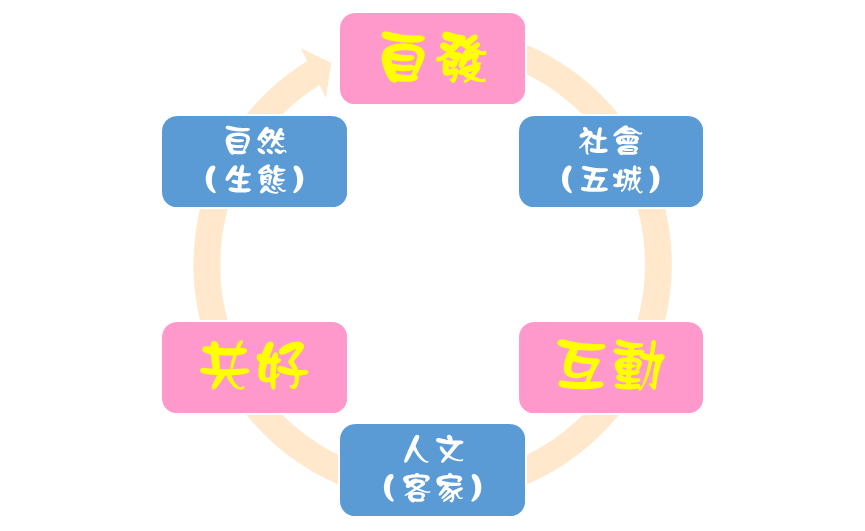 自發
社會
（五城）
互動
人文
（客家）
共好
自然
（生態）